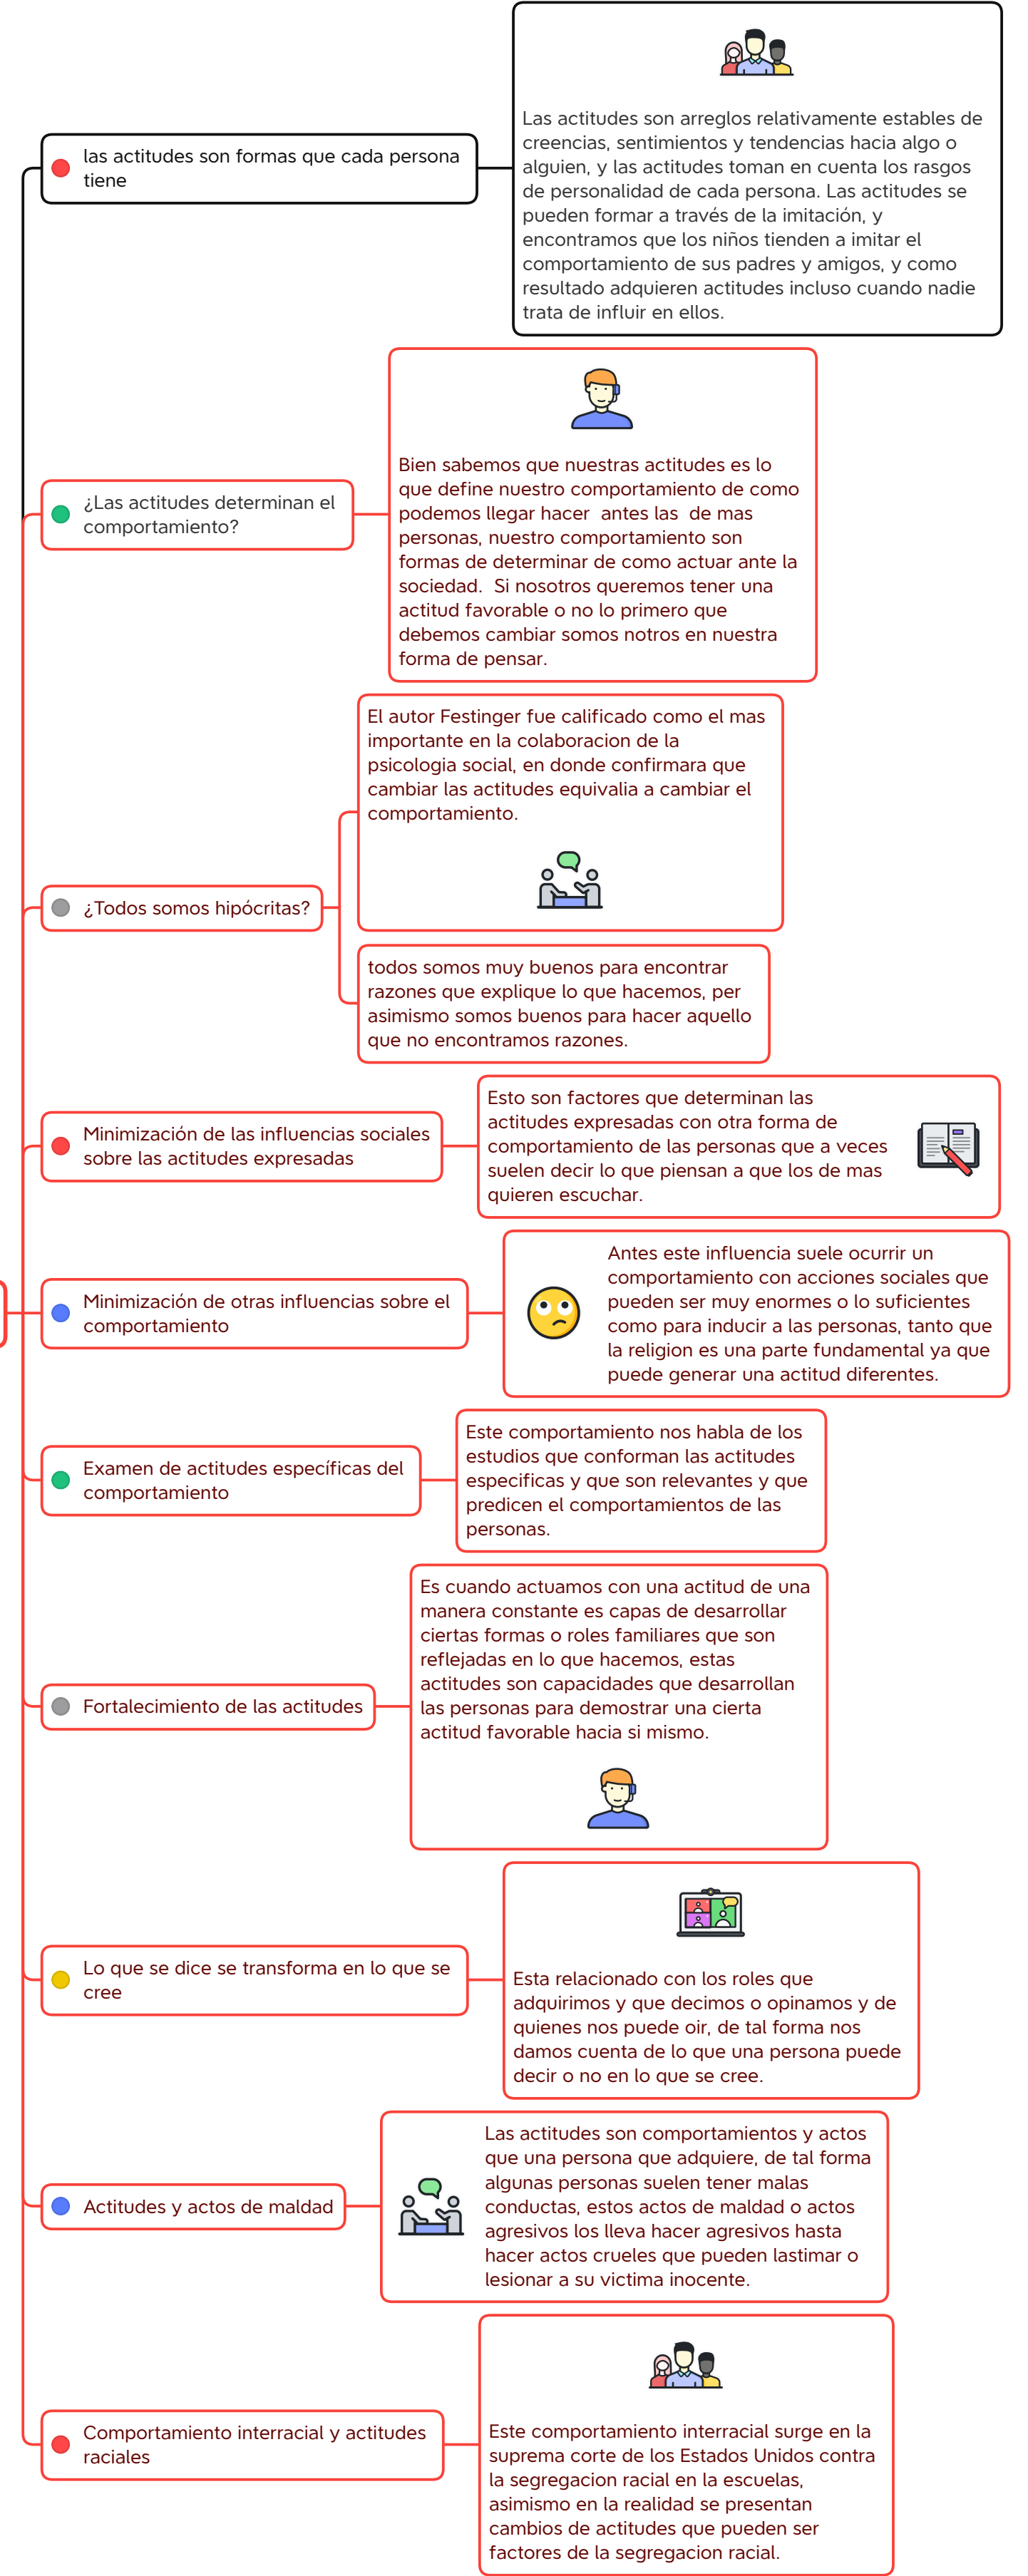 las actitudes son formas que cada persona
tiene
Las actitudes son arreglos relativamente estables de
creencias, sentimientos y tendencias hacia algo o
alguien, y las actitudes toman en cuenta los rasgos
de personalidad de cada persona. Las actitudes se
pueden formar a través de la imitación, y
encontramos que los niños tienden a imitar el
comportamiento de sus padres y amigos, y como
resultado adquieren actitudes incluso cuando nadie
trata de influir en ellos.
¿Las actitudes determinan el
comportamiento?
Bien sabemos que nuestras actitudes es lo
que define nuestro comportamiento de como
podemos llegar hacer  antes las  de mas
personas, nuestro comportamiento son
formas de determinar de como actuar ante la
sociedad.  Si nosotros queremos tener una
actitud favorable o no lo primero que
debemos cambiar somos notros en nuestra
forma de pensar.
¿Todos somos hipócritas?
El autor Festinger fue calificado como el mas
importante en la colaboracion de la
psicologia social, en donde confirmara que
cambiar las actitudes equivalia a cambiar el
comportamiento.
todos somos muy buenos para encontrar
razones que explique lo que hacemos, per
asimismo somos buenos para hacer aquello
que no encontramos razones.
Minimización de las influencias sociales
sobre las actitudes expresadas
Esto son factores que determinan las
actitudes expresadas con otra forma de
comportamiento de las personas que a veces
suelen decir lo que piensan a que los de mas
quieren escuchar.
Minimización de otras influencias sobre el
comportamiento
Antes este influencia suele ocurrir un
comportamiento con acciones sociales que
pueden ser muy enormes o lo suficientes
como para inducir a las personas, tanto que
la religion es una parte fundamental ya que
puede generar una actitud diferentes.
Examen de actitudes específicas del
comportamiento
Este comportamiento nos habla de los
estudios que conforman las actitudes
especificas y que son relevantes y que
predicen el comportamientos de las
personas.
Fortalecimiento de las actitudes
Es cuando actuamos con una actitud de una
manera constante es capas de desarrollar
ciertas formas o roles familiares que son
reflejadas en lo que hacemos, estas
actitudes son capacidades que desarrollan
las personas para demostrar una cierta
actitud favorable hacia si mismo.
Lo que se dice se transforma en lo que se
cree
Esta relacionado con los roles que
adquirimos y que decimos o opinamos y de
quienes nos puede oir, de tal forma nos
damos cuenta de lo que una persona puede
decir o no en lo que se cree.
Actitudes y actos de maldad
Las actitudes son comportamientos y actos
que una persona que adquiere, de tal forma
algunas personas suelen tener malas
conductas, estos actos de maldad o actos
agresivos los lleva hacer agresivos hasta
hacer actos crueles que pueden lastimar o
lesionar a su victima inocente.
Comportamiento interracial y actitudes
raciales
Este comportamiento interracial surge en la
suprema corte de los Estados Unidos contra
la segregacion racial en la escuelas,
asimismo en la realidad se presentan
cambios de actitudes que pueden ser
factores de la segregacion racial.